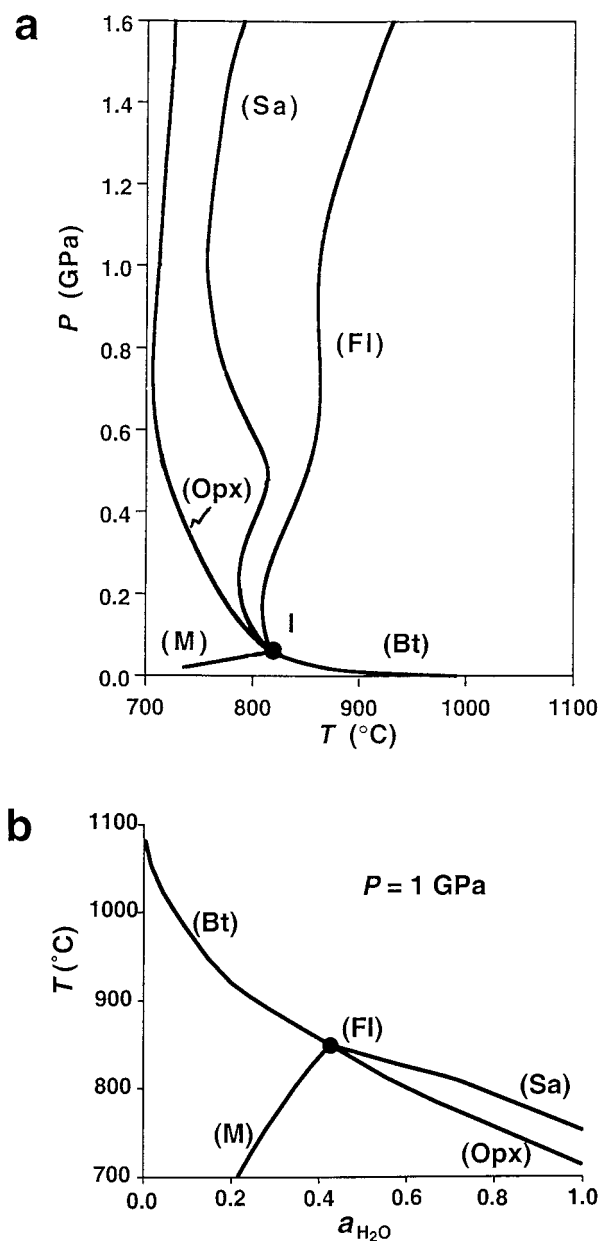 a
1.6
1.4
1.2
1.0
0.8
0.6
0.4
0.2
0.0
P (GPa)
(Sa)
(Fl)
(Opx)
I
(M)
(Bt)
700 800 900 1000 1100
T (°C)
b
1100
1000
900
800
700
T (°C)
P = 1 GPa
(Bt)
(Fl)
(Sa)
(M)
(Opx)
0.0 0.2 0.4 0.6 0.8 1.0
aH₂O